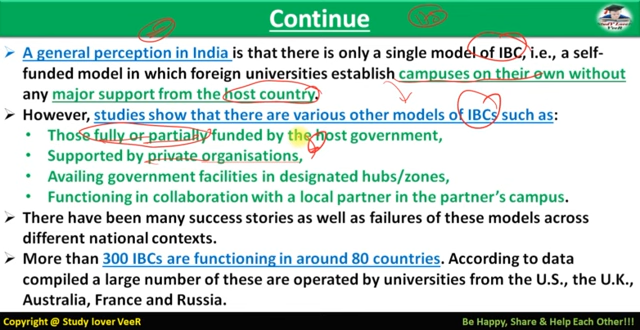 Continue
➢ A general perception in India is that there is only a single model of IBC, i.e., a self-
funded model in which foreign universities establish campuses on their own without
any major support from the host country.
➢ However, studies show that there are various other models of IBCs such as:
• Those fully or partially funded by the host government,
• Supported by private organisations,
• Availing government facilities in designated hubs/zones,
• Functioning in collaboration with a local partner in the partner's campus.
➢ There have been many success stories as well as failures of these models across
different national contexts.
➢ More than 300 IBCs are functioning in around 80 countries. According to data
compiled a large number of these are operated by universities from the U.S., the U.K.,
Australia, France and Russia.
Copyright @ Study lover VeeR
Be Happy, Share & Help Each Other!!!